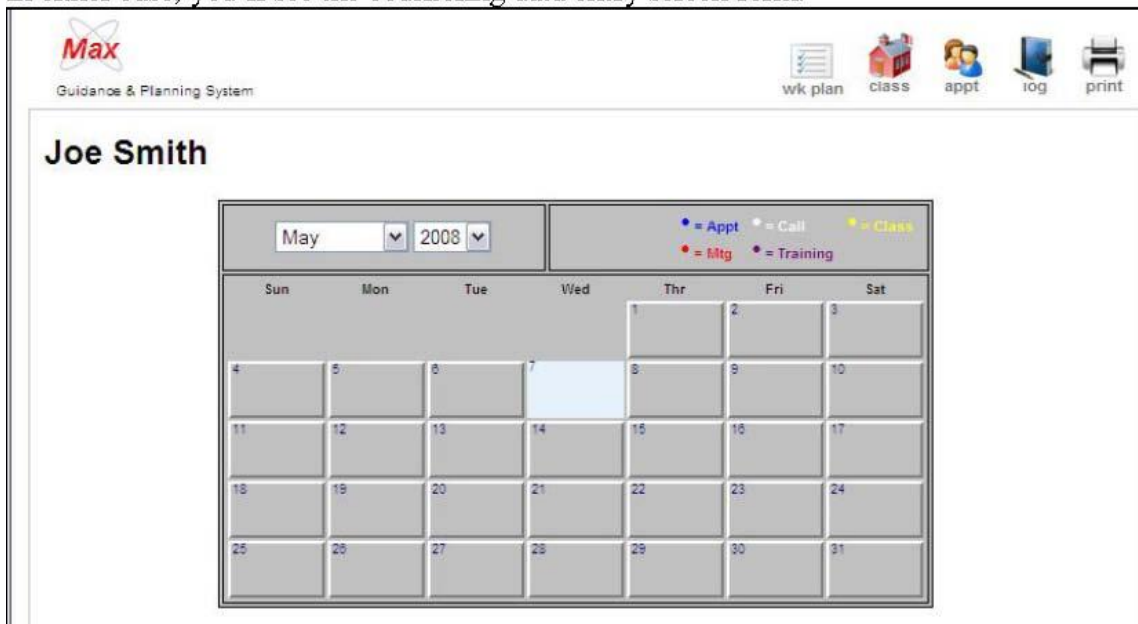 Max
Guidance & Planning System
wk plan class appt log print
Joe Smith
May 2008
= Appt = Call = Class
= Mtg = Training
Sun Mon Tue Wed Thr Fri Sat
1 2 3
4 5 6 7 8 9 10
11 12 13 14 15 16 17
18 19 20 21 22 23 24
25 26 27 28 29 30 31